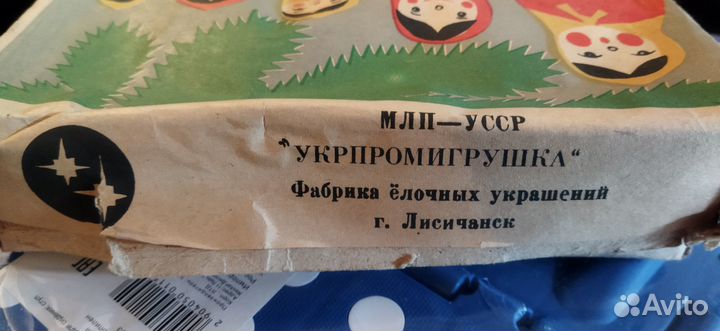 МЛП—УССР
"УКРПРОМИГРУШКА"
Фабрика ёлочных украшений
г. Лисичанск
Avito